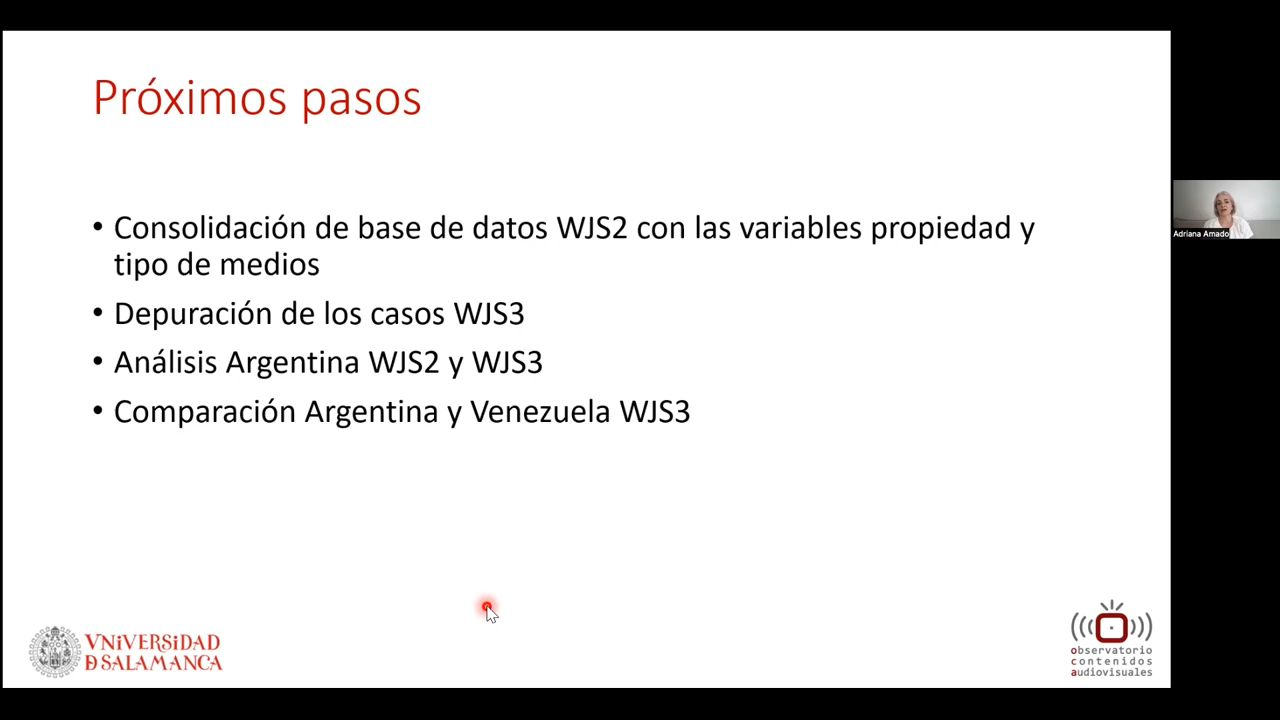 Próximos pasos
• Consolidación de base de datos WJS2 con las variables propiedad y
tipo de medios
• Depuración de los casos WJS3
• Análisis Argentina WJS2 y WJS3
• Comparación Argentina y Venezuela WJS3
Adriana Amado
VNiVERSiDAD
D SALAMANCA
observatorio
contenidos
audiovisuales